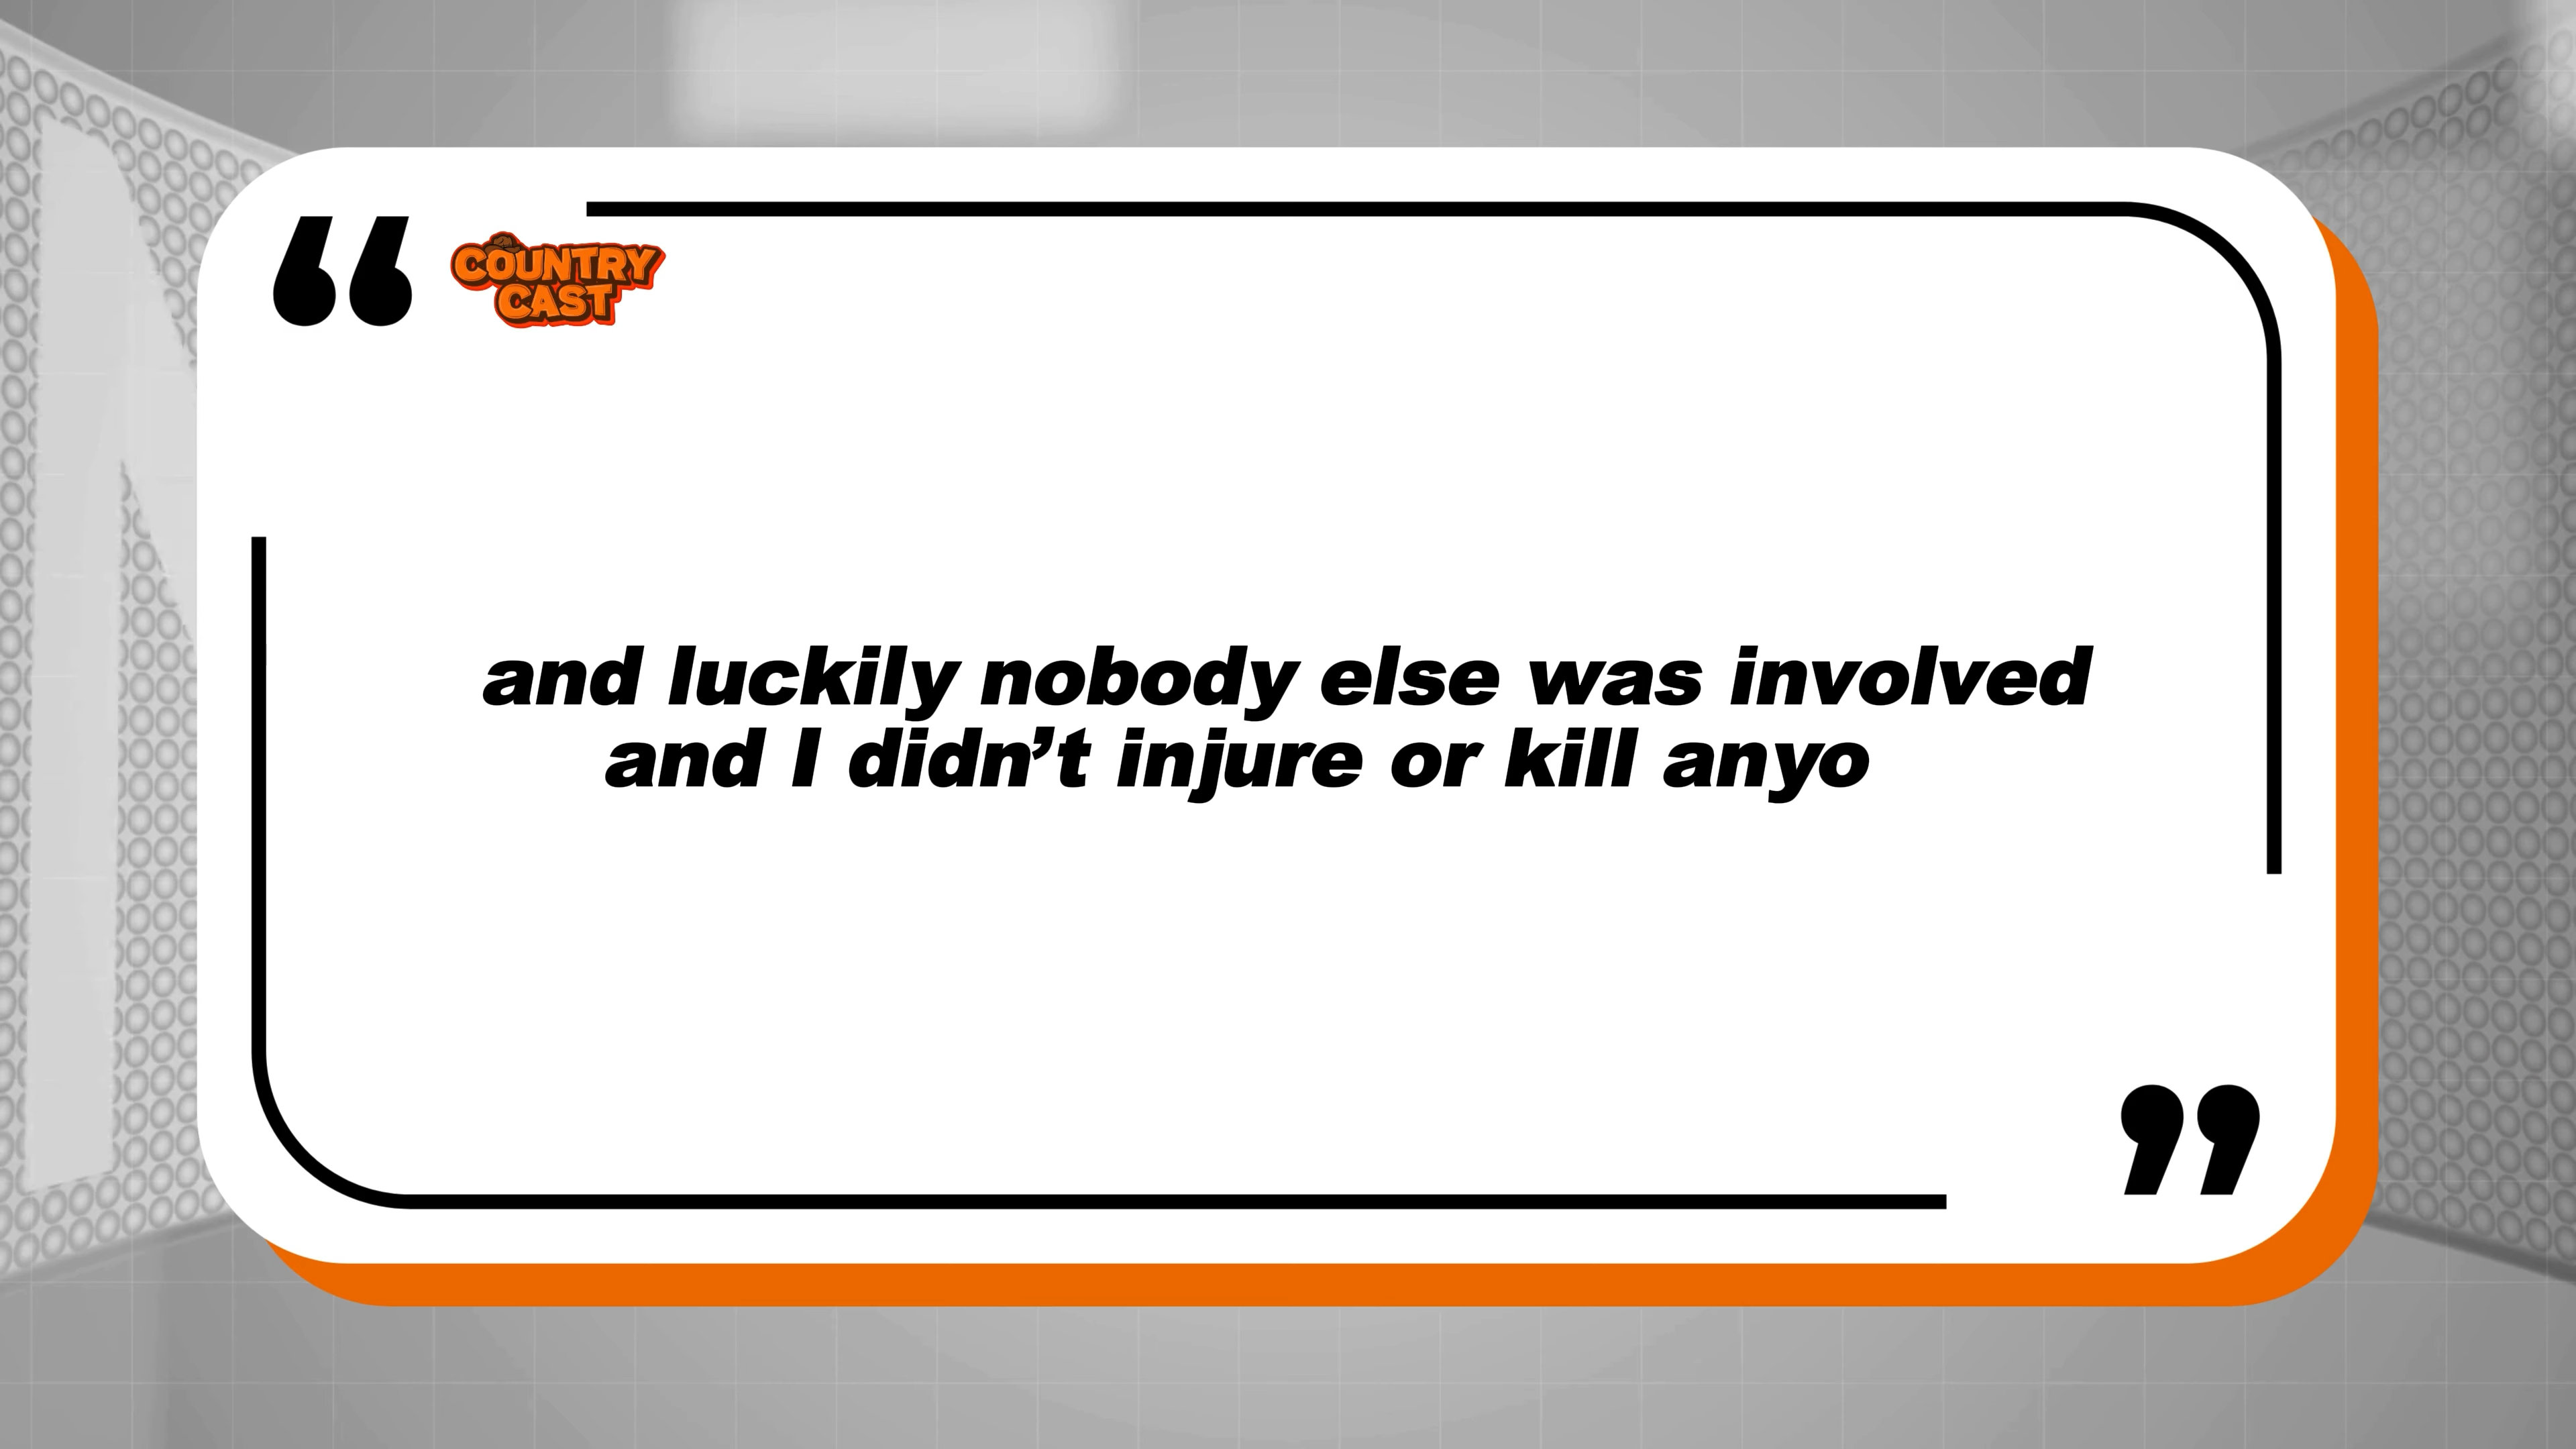 COUNTRY
CAST
and luckily nobody else was involved
and I didn’t injure or kill anyo